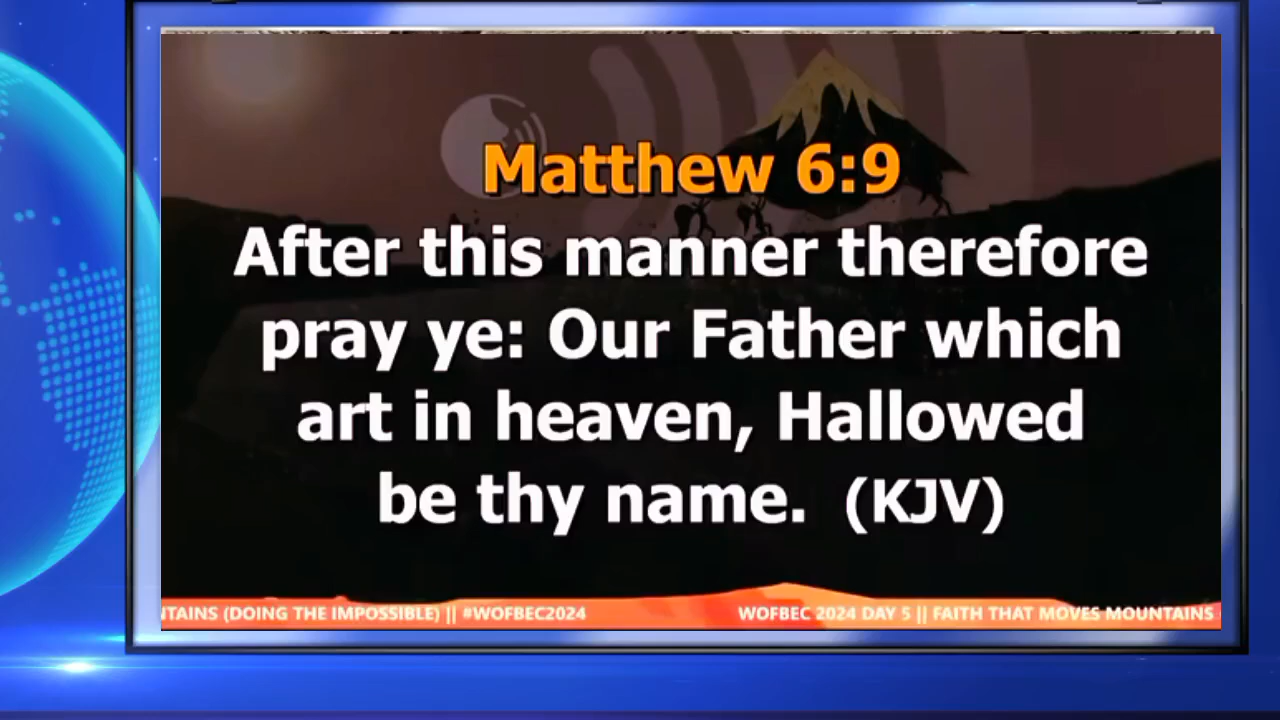 Matthew 6:9
After this manner therefore
pray ye: Our Father which
art in heaven, Hallowed
be thy name. (KJV)
NTAINS (DOING THE IMPOSSIBLE) || #WOFBEC2024 WOFBEC 2024 DAY 5 || FAITH THAT MOVES MOUNTAINS